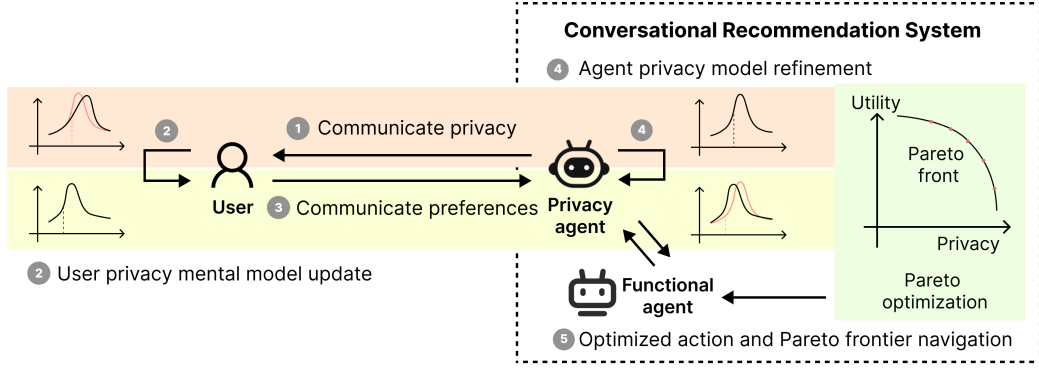 Conversational Recommendation System
4 Agent privacy model refinement
2
1 Communicate privacy
4
User
3 Communicate preferences
Privacy
agent
2 User privacy mental model update
Functional
agent
Utility
Pareto
front
Privacy
Pareto
optimization
5 Optimized action and Pareto frontier navigation